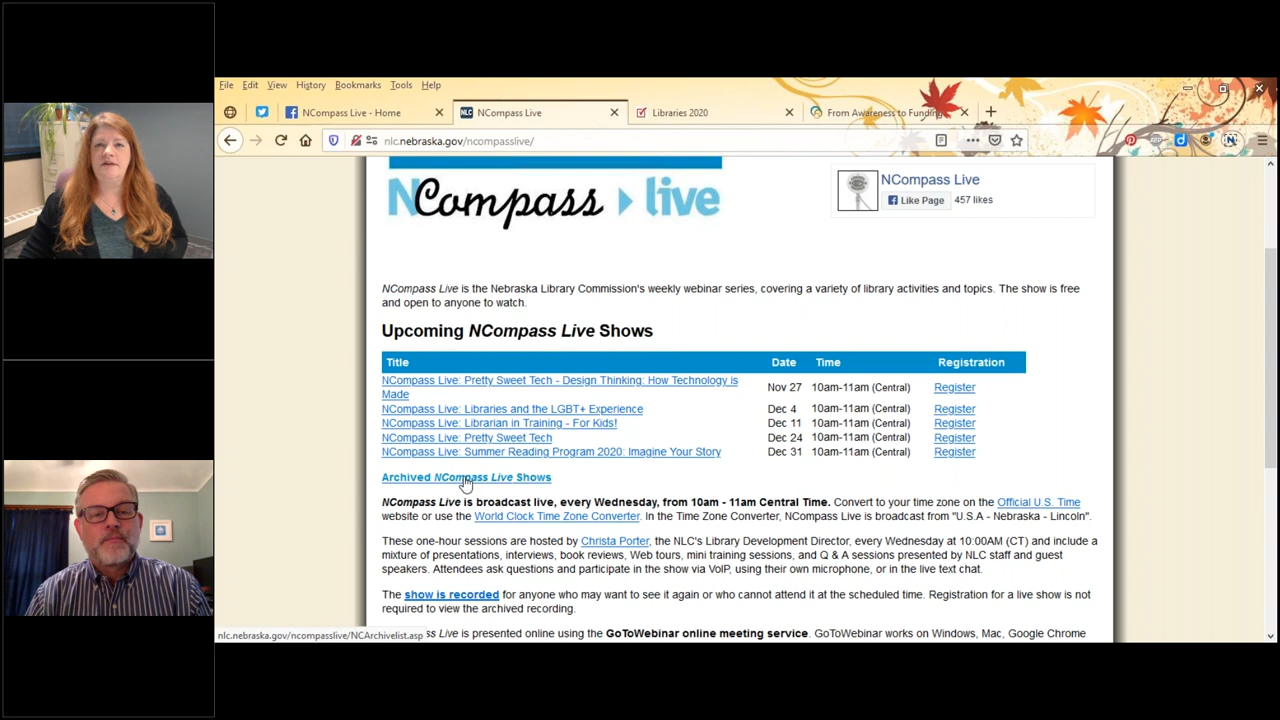 File Edit View History Bookmarks Tools Help
NCompass Live - Home
NCompass Live
Libraries 2020
From Awareness to Funding
nlc.nebraska.gov/ncompasslive/
NCompass live
NCompass Live
Like Page 457 likes
NCompass Live is the Nebraska Library Commission's weekly webinar series, covering a variety of library activities and topics. The show is free
and open to anyone to watch.
Upcoming NCompass Live Shows
Title Date Time Registration
NCompass Live: Pretty Sweet Tech - Design Thinking: How Technology is
Made Nov 27 10am-11am (Central) Register
NCompass Live: Libraries and the LGBT+ Experience Dec 4 10am-11am (Central) Register
NCompass Live: Librarian in Training - For Kids! Dec 11 10am-11am (Central) Register
NCompass Live: Pretty Sweet Tech Dec 24 10am-11am (Central) Register
NCompass Live: Summer Reading Program 2020: Imagine Your Story Dec 31 10am-11am (Central) Register
Archived NCompass Live Shows
NCompass Live is broadcast live, every Wednesday, from 10am - 11am Central Time. Convert to your time zone on the Official U.S. Time
website or use the World Clock Time Zone Converter. In the Time Zone Converter, NCompass Live is broadcast from "U.S.A - Nebraska - Lincoln".
These one-hour sessions are hosted by Christa Porter, the NLC's Library Development Director, every Wednesday at 10:00AM (CT) and include a
mixture of presentations, interviews, book reviews, Web tours, mini training sessions, and Q & A sessions presented by NLC staff and guest
speakers. Attendees ask questions and participate in the show via VoIP, using their own microphone, or in the live text chat.
The show is recorded for anyone who may want to see it again or who cannot attend it at the scheduled time. Registration for a live show is not
required to view the archived recording.
nlc.nebraska.gov/ncompasslive/NCArchivelist.asp
ss Live is presented online using the GoToWebinar online meeting service. GoToWebinar works on Windows, Mac, Google Chrome